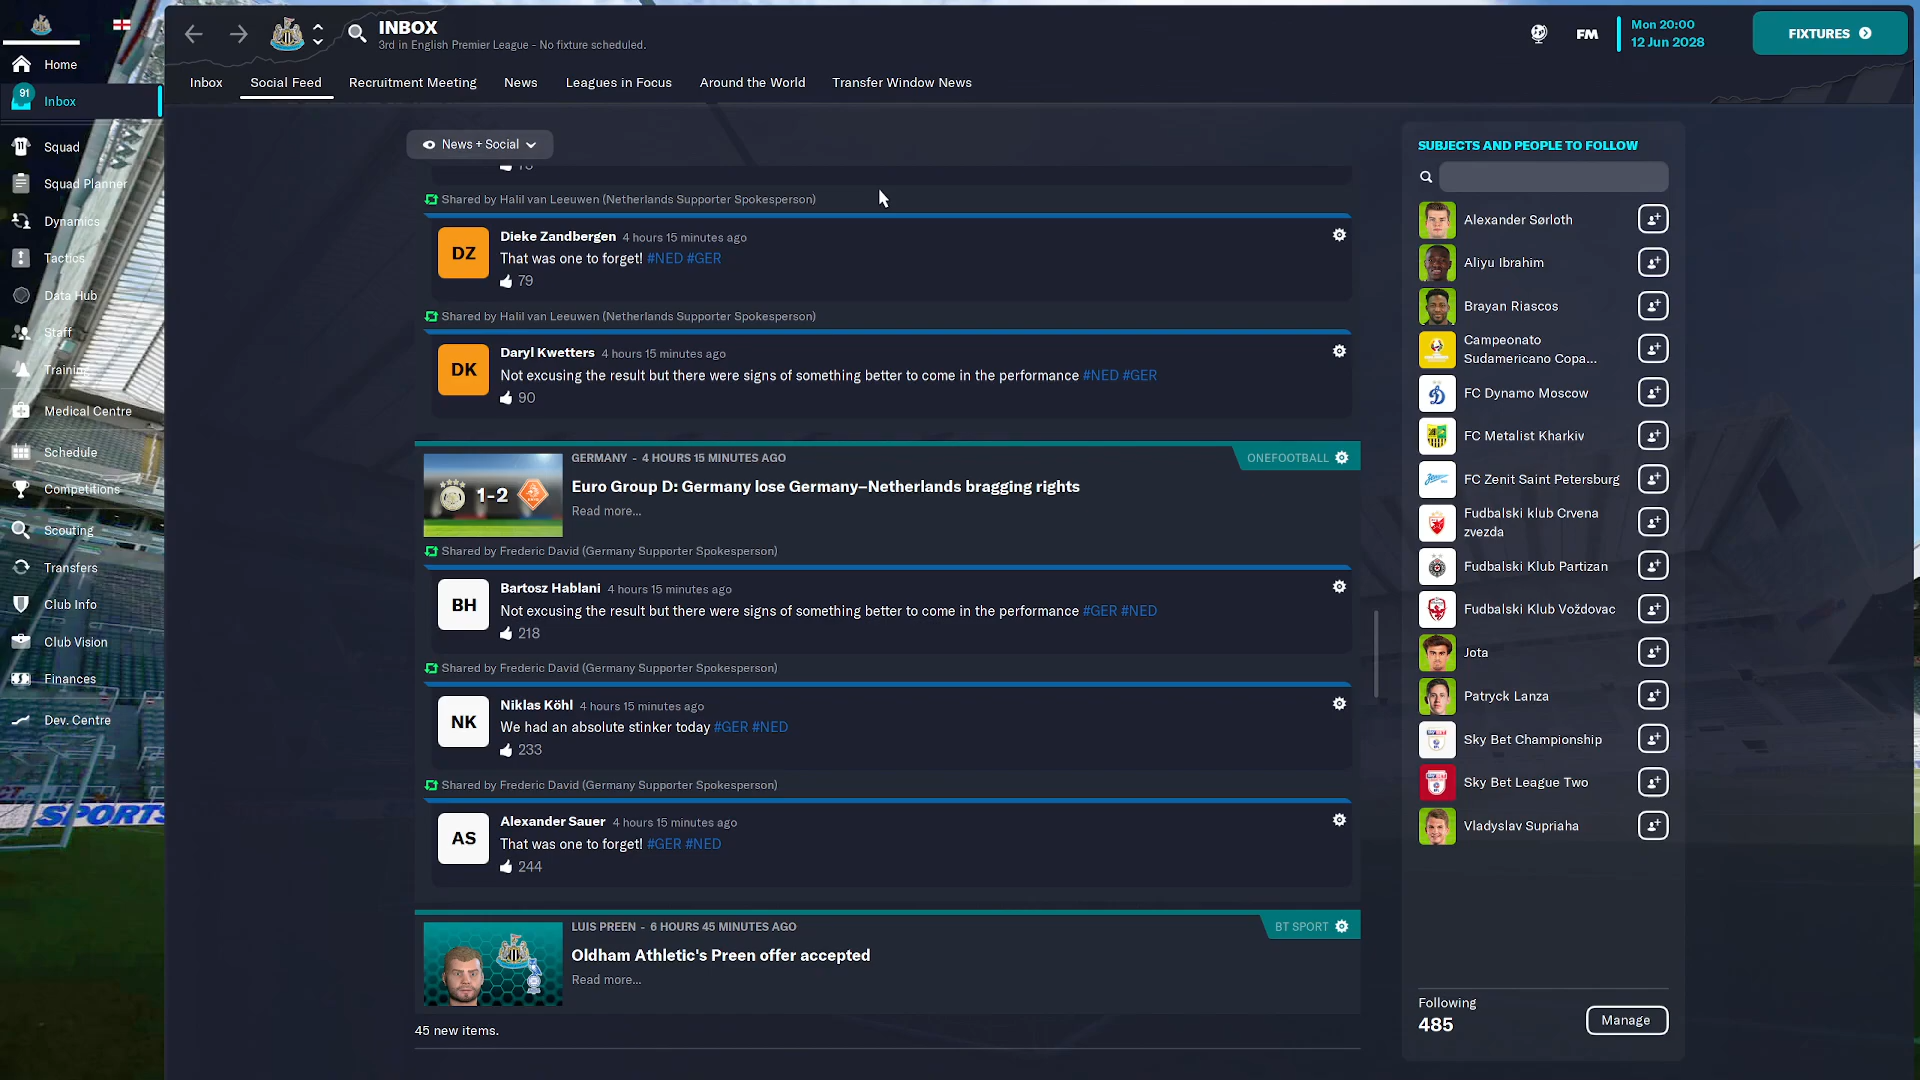 INBOX
3rd in English Premier League - No fixture scheduled.
FM
Mon 20:00
12 Jun 2028
FIXTURES
Inbox
Social Feed
Recruitment Meeting
News
Leagues in Focus
Around the World
Transfer Window News
Home
91
Inbox
Squad
Squad Planner
Dynamics
Tactics
Data Hub
Staff
Training
Medical Centre
Schedule
Competitions
Scouting
Transfers
Club Info
Club Vision
Finances
Dev. Centre
SPORTS
News + Social
Shared by Halil van Leeuwen (Netherlands Supporter Spokesperson)
DZ
Dieke Zandbergen 4 hours 15 minutes ago
That was one to forget! #NED #GER
79
Shared by Halil van Leeuwen (Netherlands Supporter Spokesperson)
DK
Daryl Kwetters 4 hours 15 minutes ago
Not excusing the result but there were signs of something better to come in the performance #NED #GER
90
GERMANY - 4 HOURS 15 MINUTES AGO
ONEFOOTBALL
1-2
Euro Group D: Germany lose Germany–Netherlands bragging rights
Read more...
Shared by Frederic David (Germany Supporter Spokesperson)
BH
Bartosz Hablani 4 hours 15 minutes ago
Not excusing the result but there were signs of something better to come in the performance #GER #NED
218
Shared by Frederic David (Germany Supporter Spokesperson)
NK
Niklas Köhl 4 hours 15 minutes ago
We had an absolute stinker today #GER #NED
233
Shared by Frederic David (Germany Supporter Spokesperson)
AS
Alexander Sauer 4 hours 15 minutes ago
That was one to forget! #GER #NED
244
LUIS PREEN - 6 HOURS 45 MINUTES AGO
BT SPORT
Oldham Athletic's Preen offer accepted
Read more...
45 new items.
SUBJECTS AND PEOPLE TO FOLLOW
Alexander Sørloth
Aliyu Ibrahim
Brayan Riascos
Campeonato
Sudamericano Copa...
FC Dynamo Moscow
FC Metalist Kharkiv
FC Zenit Saint Petersburg
Fudbalski klub Crvena
zvezda
Fudbalski Klub Partizan
Fudbalski Klub Voždovac
Jota
Patryck Lanza
Sky Bet Championship
Sky Bet League Two
Vladyslav Supriaha
Following
485
Manage